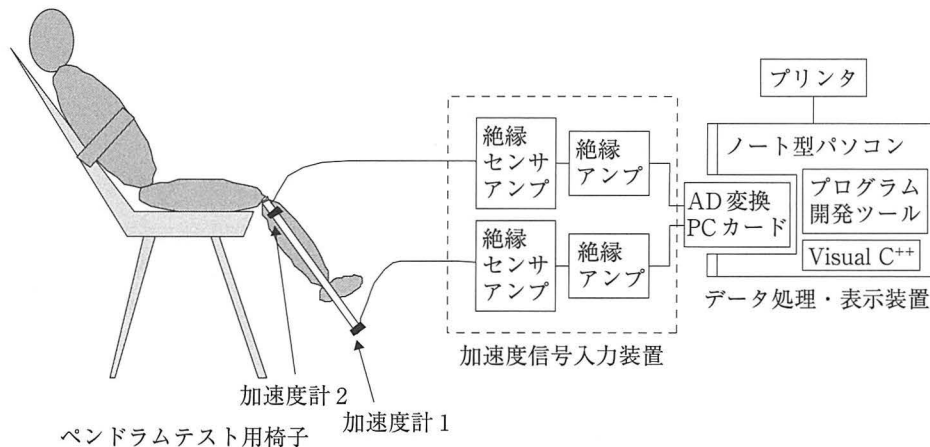 プリンタ
ノート型パソコン
プログラム
開発ツール
Visual C++
データ処理・表示装置
AD変換
PCカード
絶縁
センサ
アンプ
絶縁
アンプ
絶縁
センサ
アンプ
絶縁
アンプ
加速度信号入力装置
加速度計2
加速度計1
ペンドラムテスト用椅子